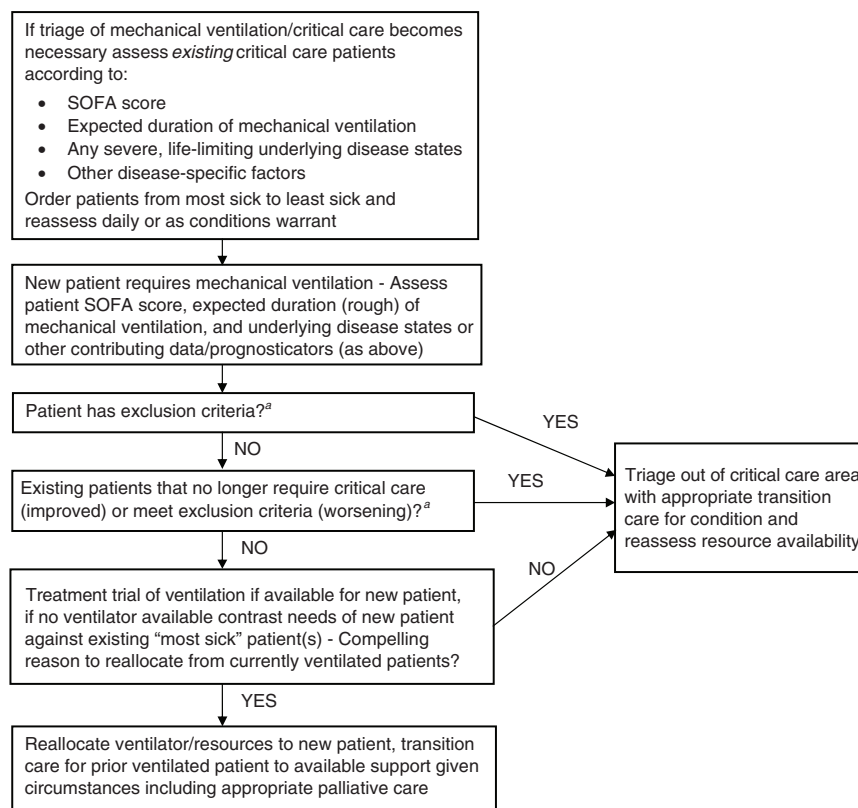 If triage of mechanical ventilation/critical care becomes
necessary assess existing critical care patients
according to:
• SOFA score
• Expected duration of mechanical ventilation
• Any severe, life-limiting underlying disease states
• Other disease-specific factors
Order patients from most sick to least sick and
reassess daily or as conditions warrant
New patient requires mechanical ventilation - Assess
patient SOFA score, expected duration (rough) of
mechanical ventilation, and underlying disease states or
other contributing data/prognosticators (as above)
Patient has exclusion criteria?a
YES
NO
Existing patients that no longer require critical care
(improved) or meet exclusion criteria (worsening)?a
YES
Triage out of critical care area
with appropriate transition
care for condition and
reassess resource availability
NO
NO
Treatment trial of ventilation if available for new patient,
if no ventilator available contrast needs of new patient
against existing “most sick” patient(s) - Compelling
reason to reallocate from currently ventilated patients?
YES
Reallocate ventilator/resources to new patient, transition
care for prior ventilated patient to available support given
circumstances including appropriate palliative care